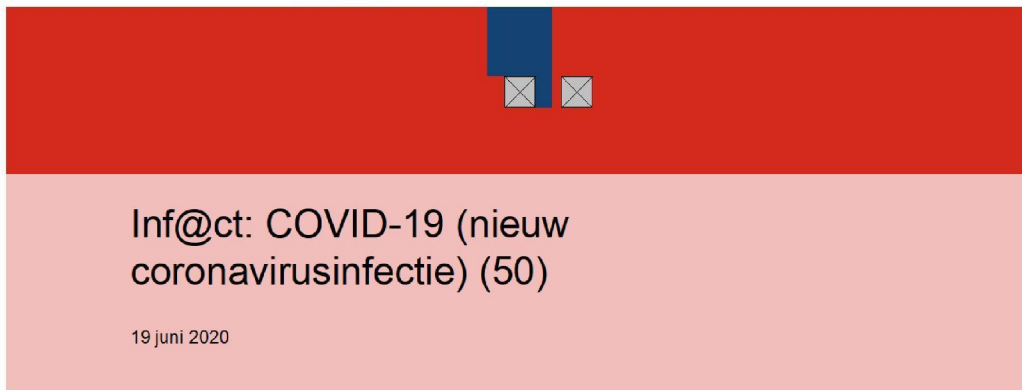 Inf@ct: COVID-19 (nieuw
coronavirusinfectie) (50)
19 juni 2020